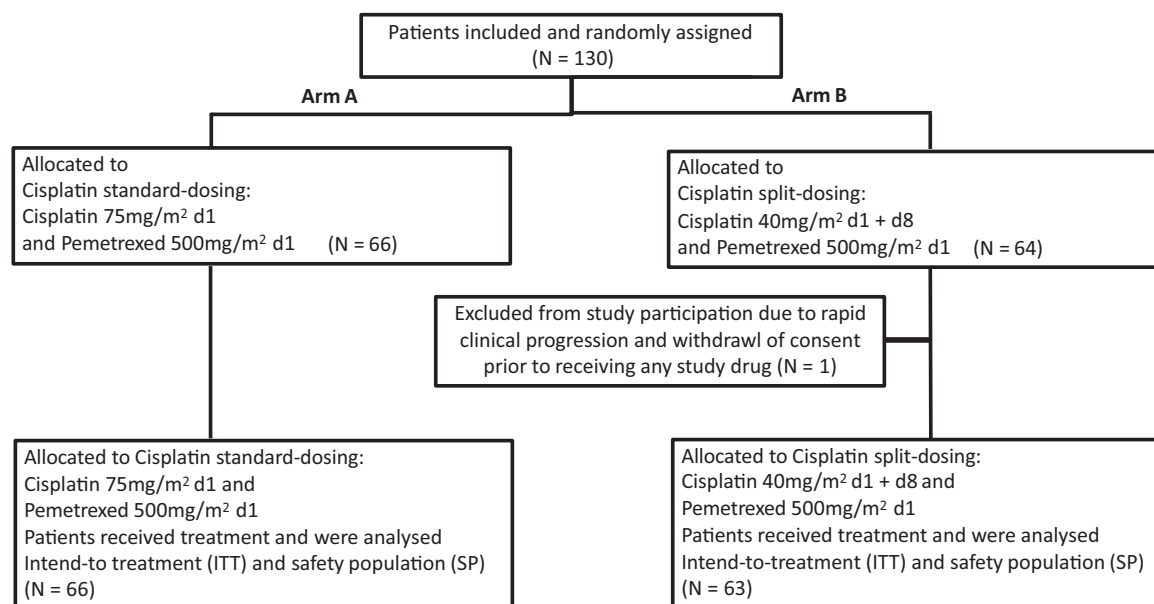 Patients included and randomly assigned
(N = 130)
Arm A
Arm B
Allocated to
Cisplatin standard-dosing:
Cisplatin 75mg/m² d1
and Pemetrexed 500mg/m² d1 (N = 66)
Allocated to
Cisplatin split-dosing:
Cisplatin 40mg/m² d1 + d8
and Pemetrexed 500mg/m² d1 (N = 64)
Excluded from study participation due to rapid
clinical progression and withdrawl of consent
prior to receiving any study drug (N = 1)
Allocated to Cisplatin standard-dosing:
Cisplatin 75mg/m² d1 and
Pemetrexed 500mg/m² d1
Patients received treatment and were analysed
Intend-to treatment (ITT) and safety population (SP)
(N = 66)
Allocated to Cisplatin split-dosing:
Cisplatin 40mg/m² d1 + d8 and
Pemetrexed 500mg/m² d1
Patients received treatment and were analysed
Intend-to-treatment (ITT) and safety population (SP)
(N = 63)